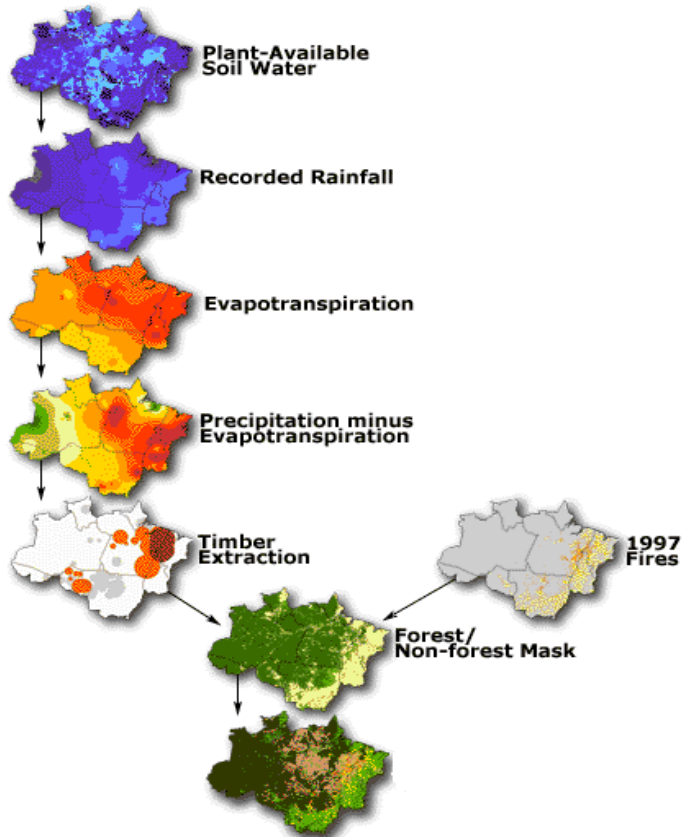 Plant-Available
Soil Water
Recorded Rainfall
Evapotranspiration
Precipitation minus
Evapotranspiration
Timber
Extraction
1997
Fires
Forest/
Non-forest Mask